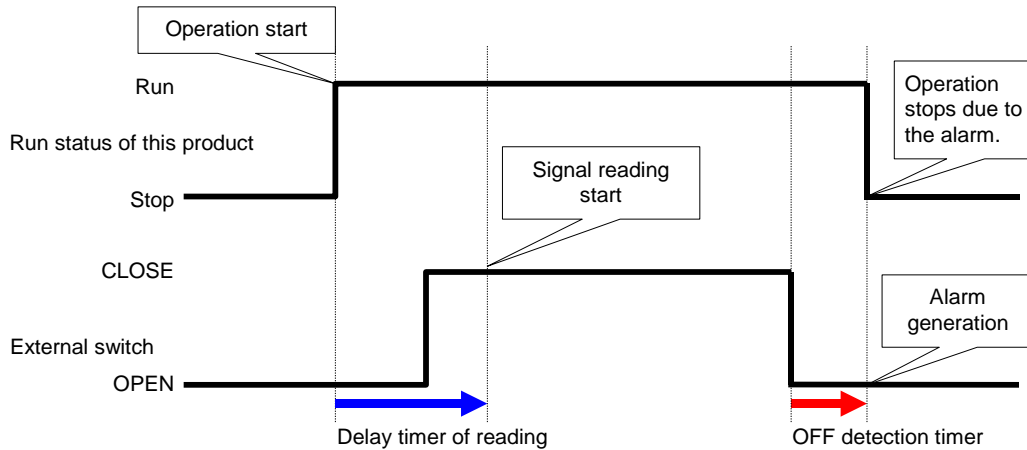 Operation start
Run
Operation
stops due to
the alarm.
Run status of this product
Signal reading
start
Stop
CLOSE
Alarm
generation
External switch
OPEN
Delay timer of reading
OFF detection timer